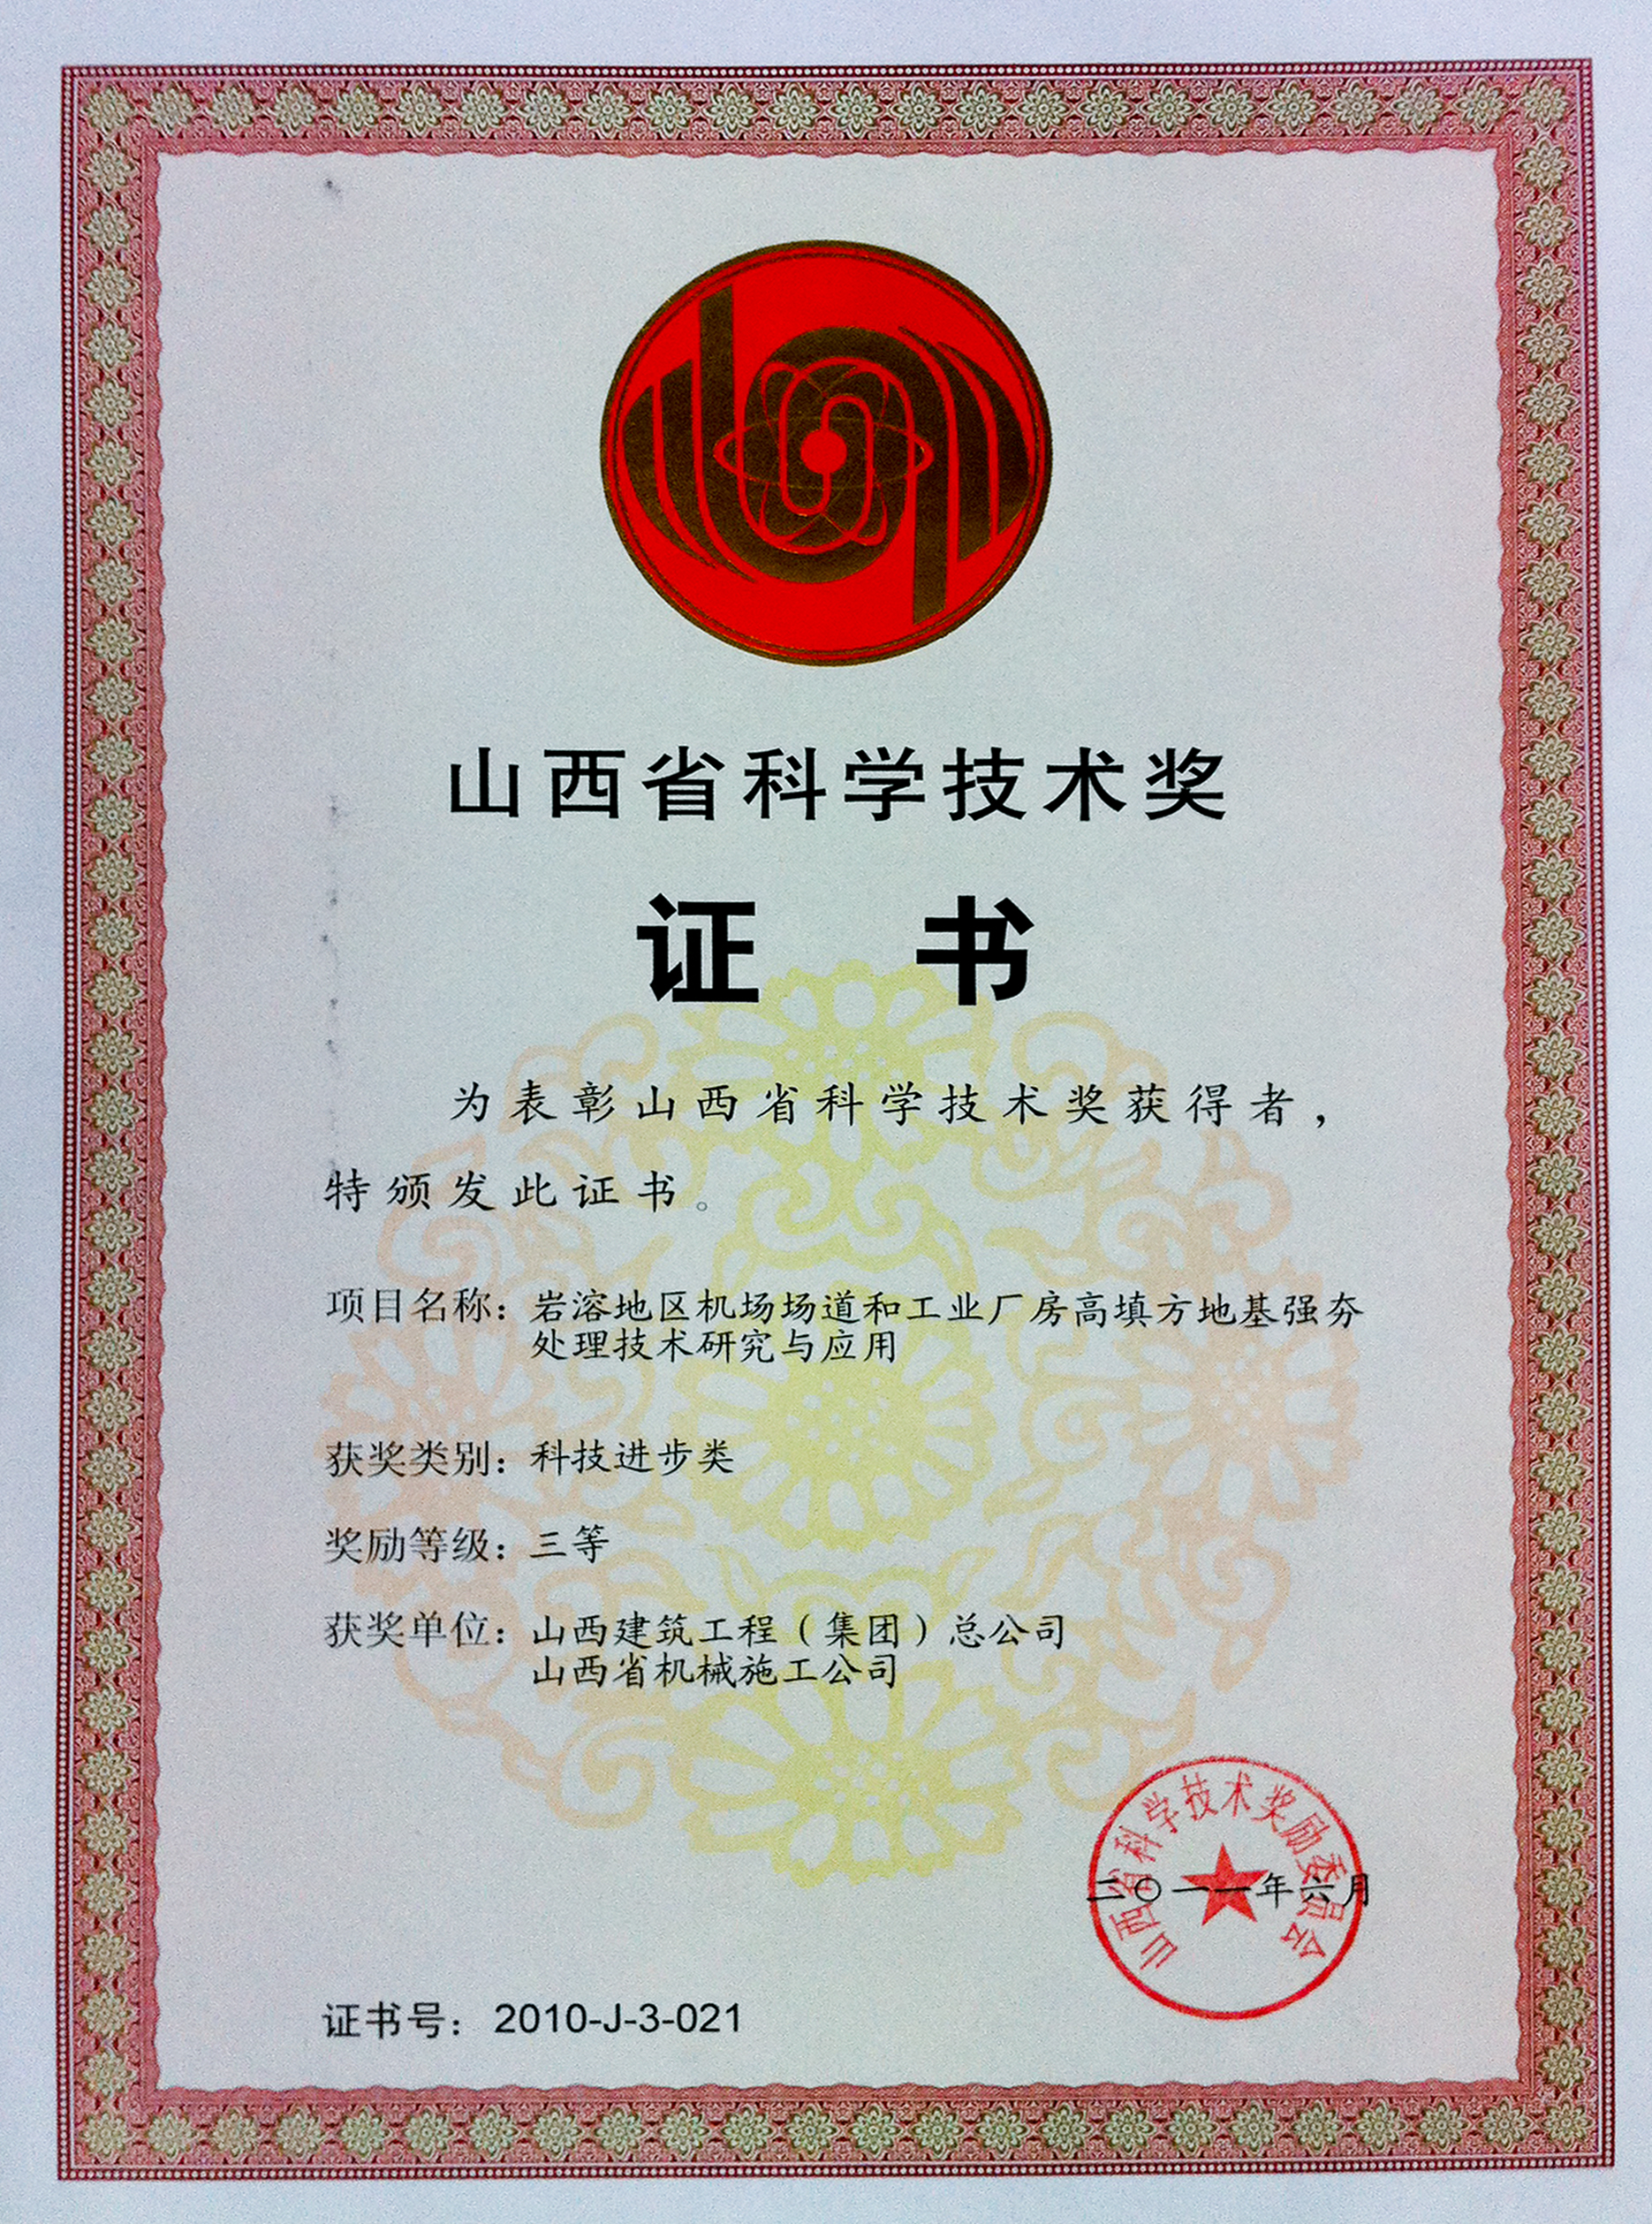 山西省科学技术奖
证 书
为表彰山西省科学技术奖获得者，
特颁发此证书。
项目名称：岩溶地区机场场道和工业厂房高填方地基强夯
处理技术研究与应用
获奖类别：科技进步类
奖励等级：三等
获奖单位：山西建筑工程（集团）总公司
山西省机械施工公司
山西省科学技术奖励委员会
二〇一一年六月
证书号：2010-J-3-021